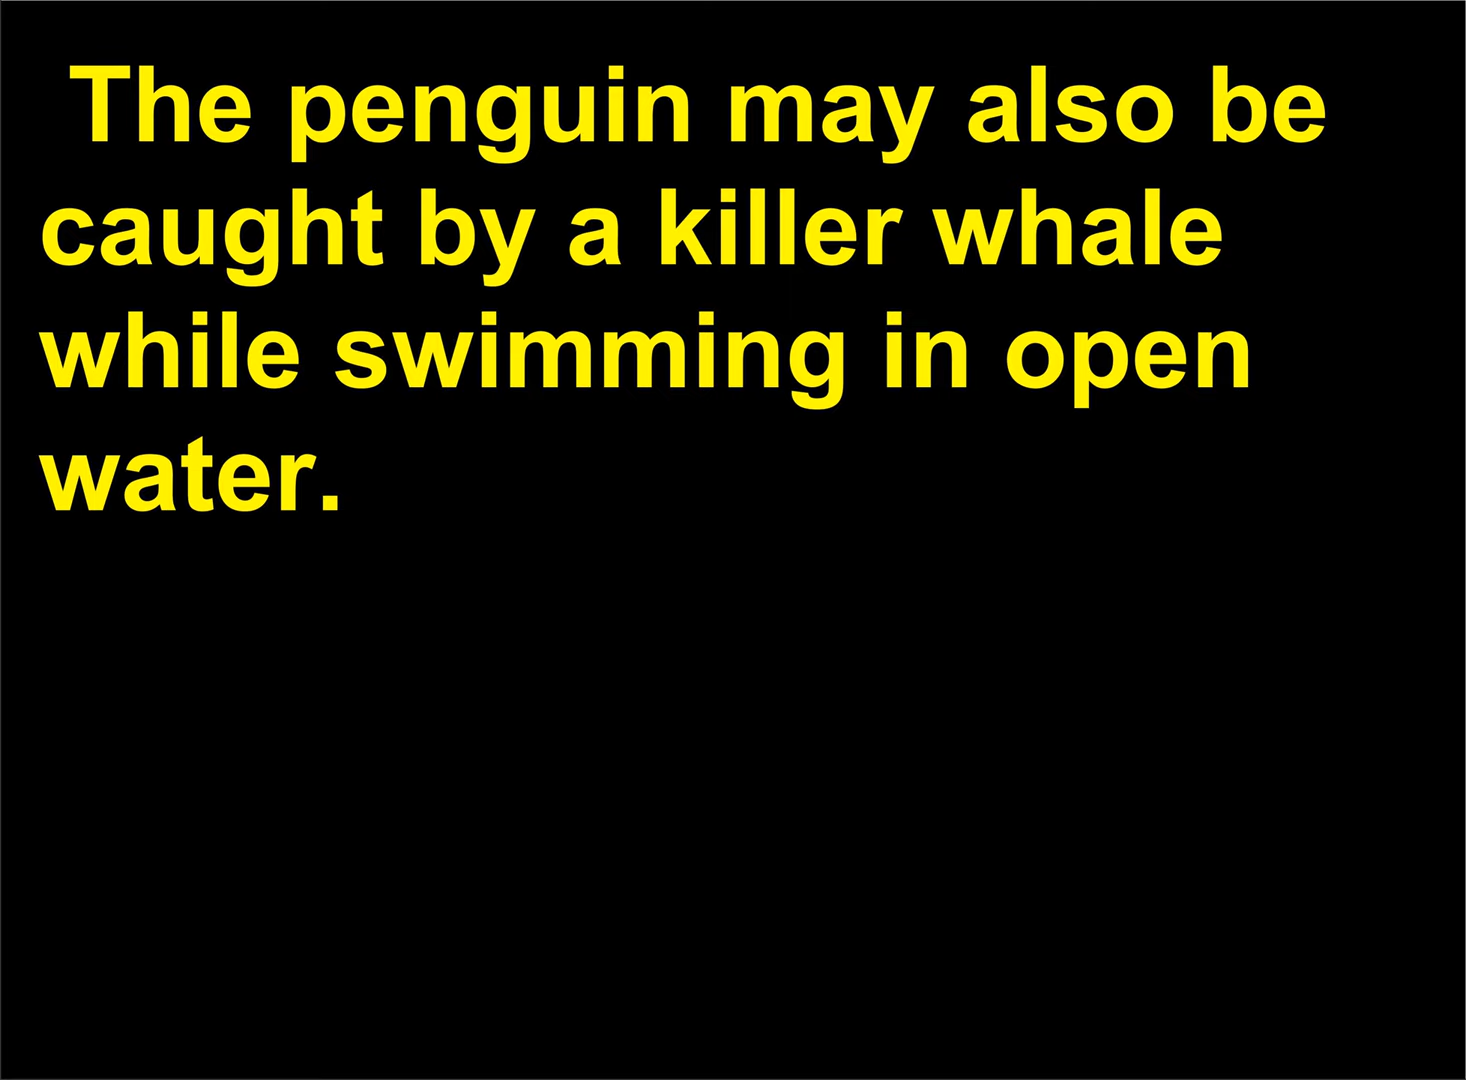 The penguin may also be
caught by a killer whale
while swimming in open
water.